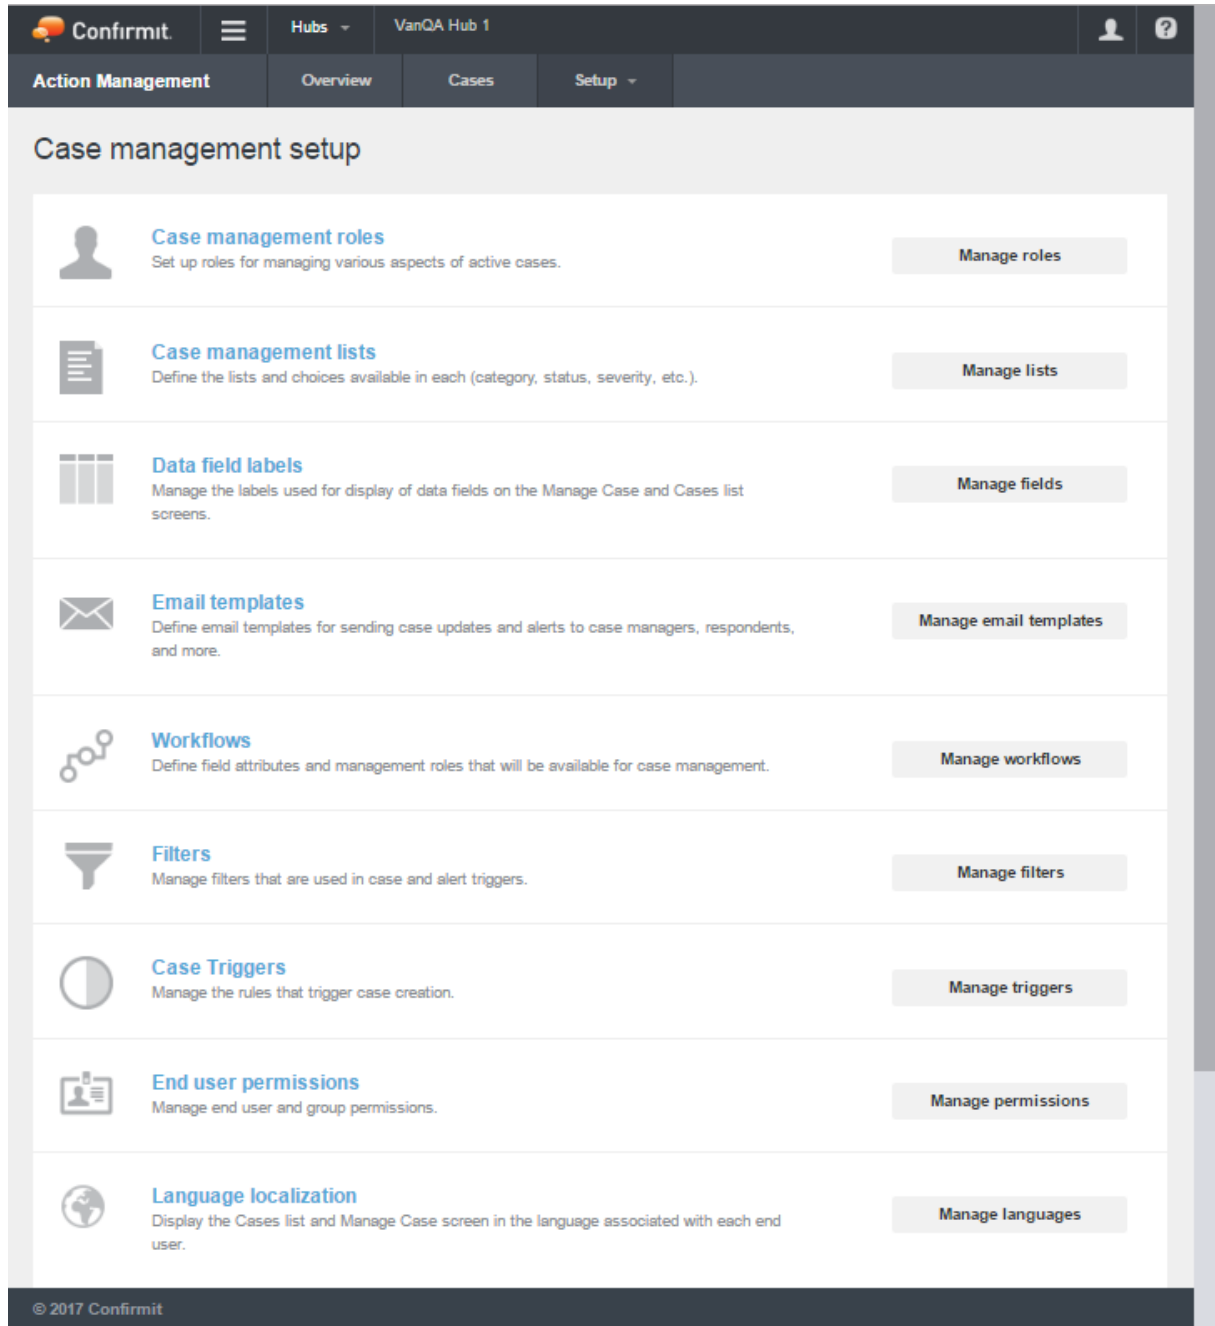 Confirmit. Hubs VanQA Hub 1 ?
Action Management Overview Cases Setup
Case management setup
Case management roles
Set up roles for managing various aspects of active cases.
Manage roles
Case management lists
Define the lists and choices available in each (category, status, severity, etc.).
Manage lists
Data field labels
Manage the labels used for display of data fields on the Manage Case and Cases list
screens.
Manage fields
Email templates
Define email templates for sending case updates and alerts to case managers, respondents,
and more.
Manage email templates
Workflows
Define field attributes and management roles that will be available for case management.
Manage workflows
Filters
Manage filters that are used in case and alert triggers.
Manage filters
Case Triggers
Manage the rules that trigger case creation.
Manage triggers
End user permissions
Manage end user and group permissions.
Manage permissions
Language localization
Display the Cases list and Manage Case screen in the language associated with each end
user.
Manage languages
© 2017 Confirmit